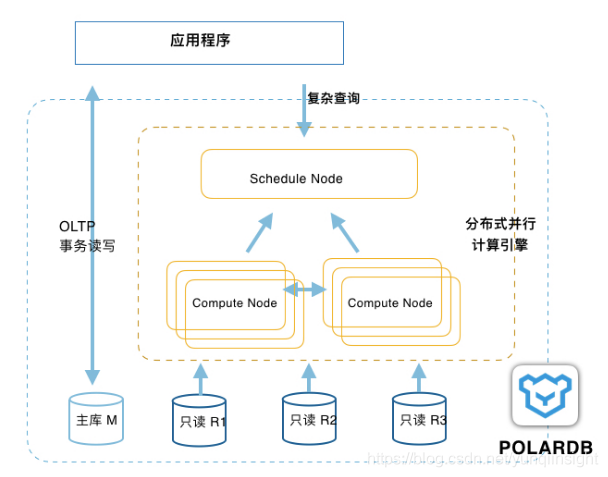 应用程序
复杂查询
Schedule Node
OLTP
事务读写
分布式并行
计算引擎
Compute Node
Compute Node
主库 M
只读 R1
只读 R2
只读 R3
POLARDB
https://blog.csdn.net/yunqiinsight